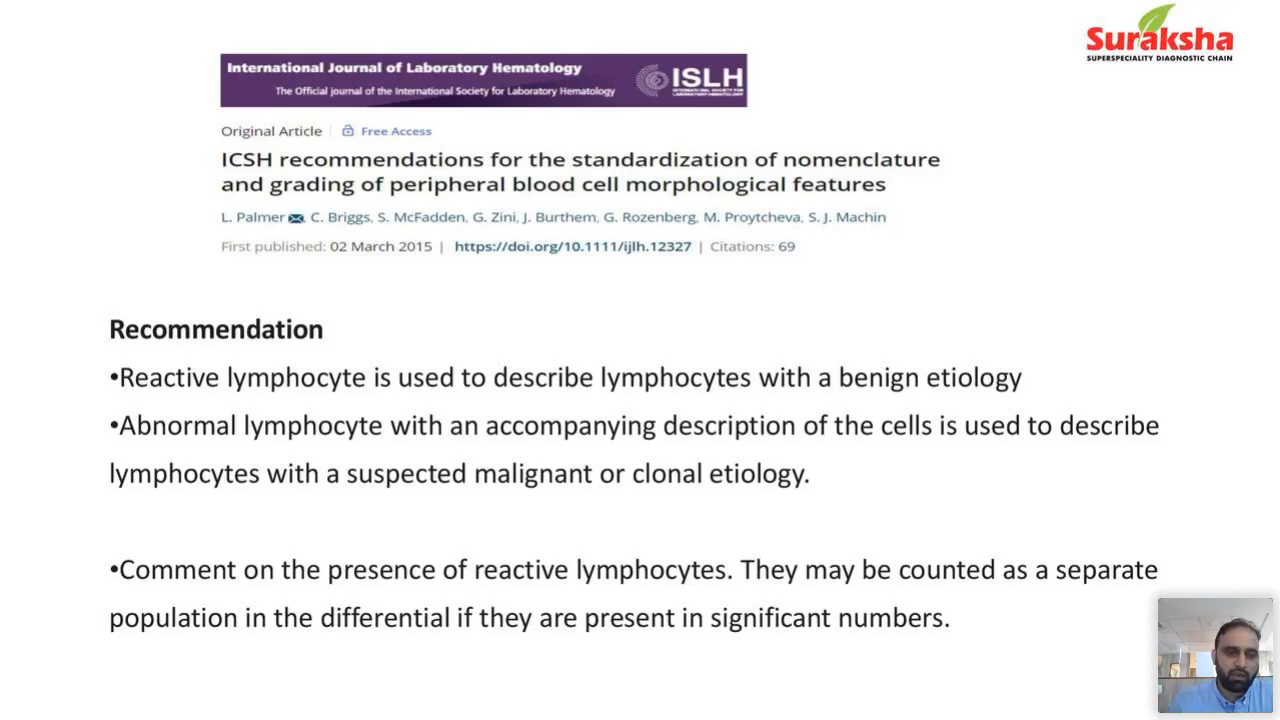 Suraksha
SUPERSPECIALITY DIAGNOSTIC CHAIN
International Journal of Laboratory Hematology
The Official journal of the International Society for Laboratory Hematology
ISLH
INTERNATIONAL SOCIETY FOR
LABORATORY HEMATOLOGY
Original Article | Free Access
ICSH recommendations for the standardization of nomenclature
and grading of peripheral blood cell morphological features
L. Palmer, C. Briggs, S. McFadden, G. Zini, J. Burthem, G. Rozenberg, M. Proytcheva, S. J. Machin
First published: 02 March 2015 | https://doi.org/10.1111/ijlh.12327 | Citations: 69
Recommendation
•Reactive lymphocyte is used to describe lymphocytes with a benign etiology
•Abnormal lymphocyte with an accompanying description of the cells is used to describe
lymphocytes with a suspected malignant or clonal etiology.
•Comment on the presence of reactive lymphocytes. They may be counted as a separate
population in the differential if they are present in significant numbers.